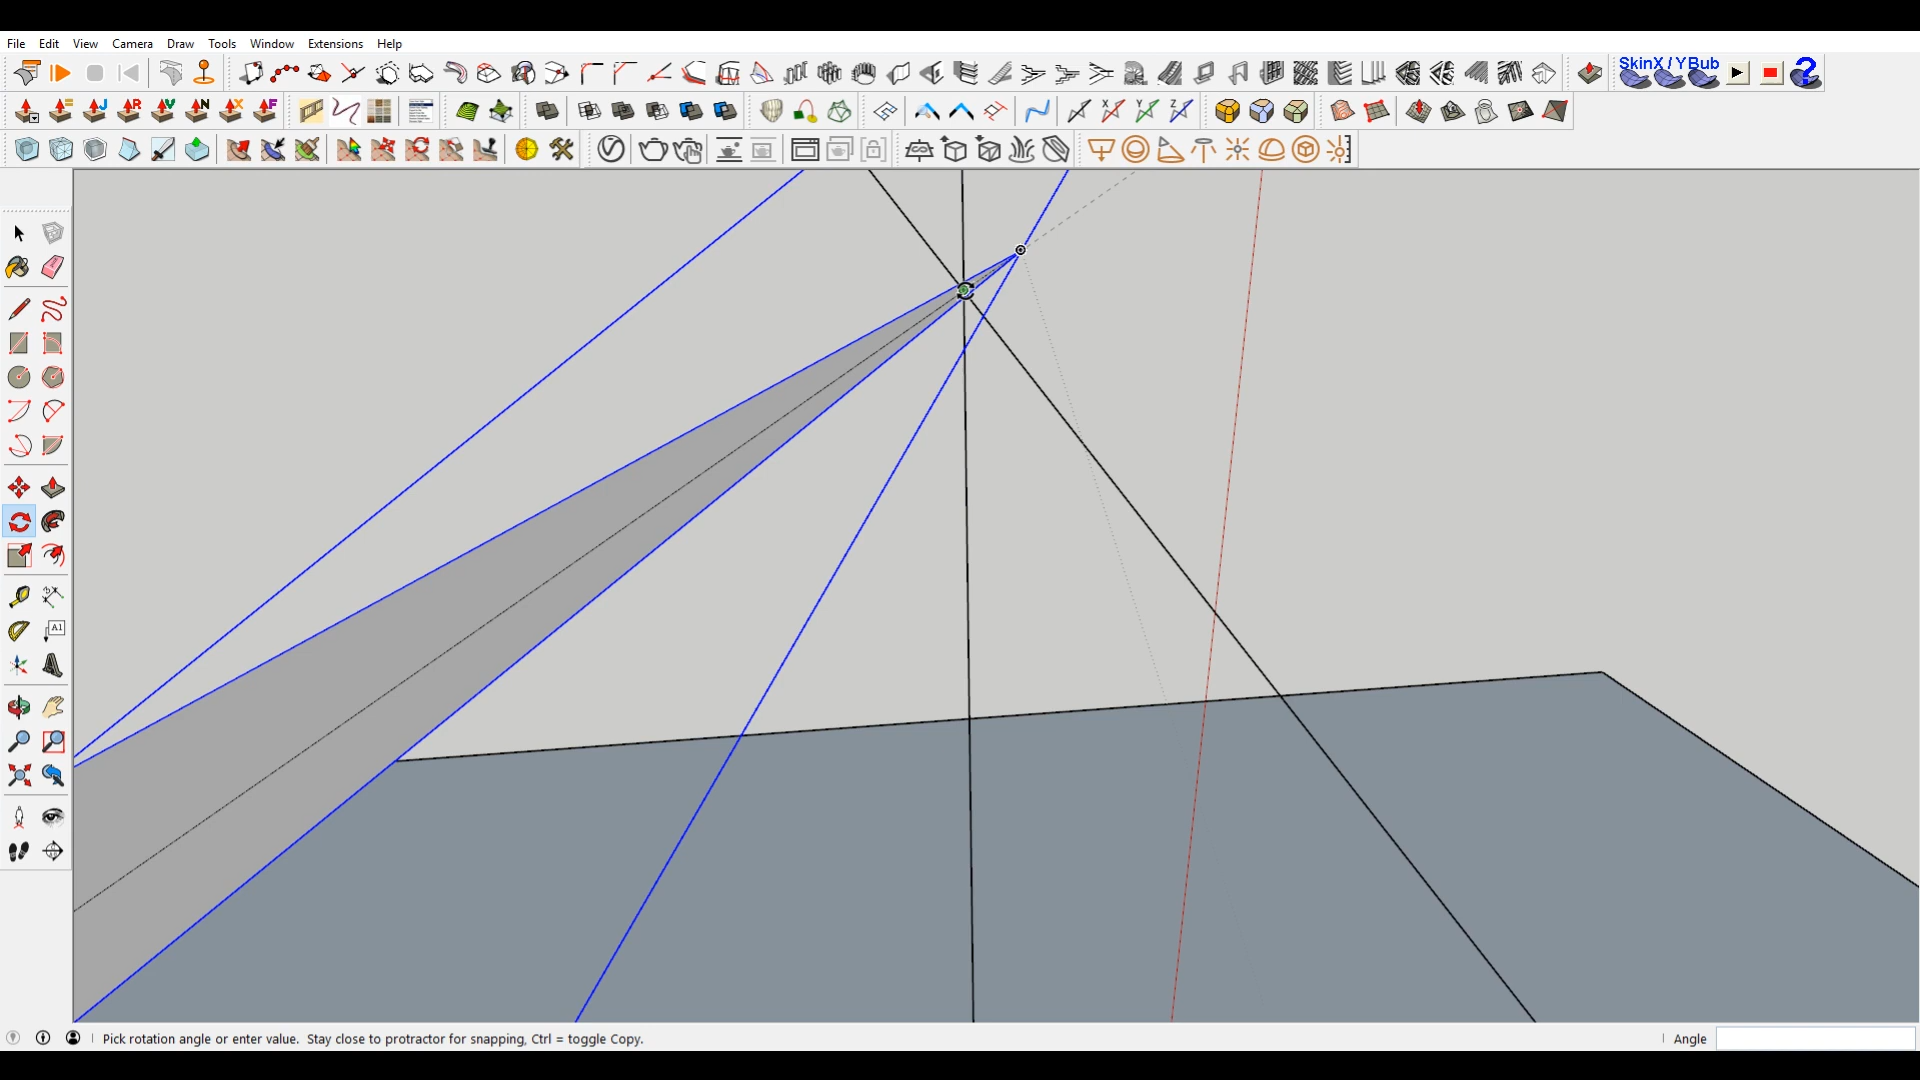 File Edit View Camera Draw Tools Window Extensions Help
SkinX / YBub
J R V N X F
X Y Z
A1
Pick rotation angle or enter value. Stay close to protractor for snapping, Ctrl = toggle Copy.
Angle